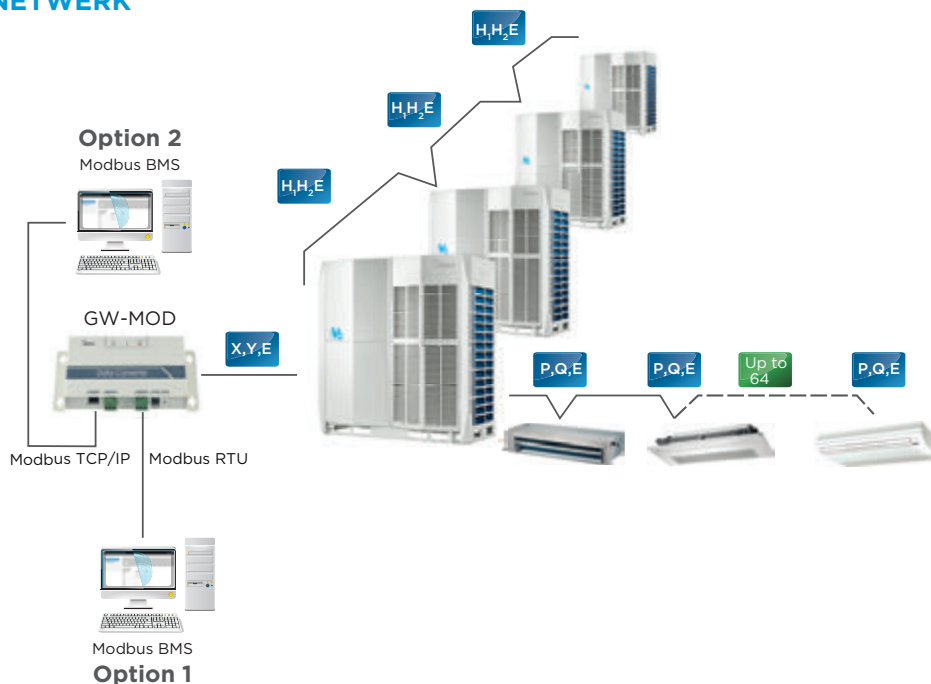 NETWERK
H₁H₂E
H₁H₂E
Option 2
Modbus BMS
H₁H₂E
GW-MOD
X,Y,E
P,Q,E
P,Q,E
Up to
64
P,Q,E
Modbus TCP/IP
Modbus RTU
Modbus BMS
Option 1